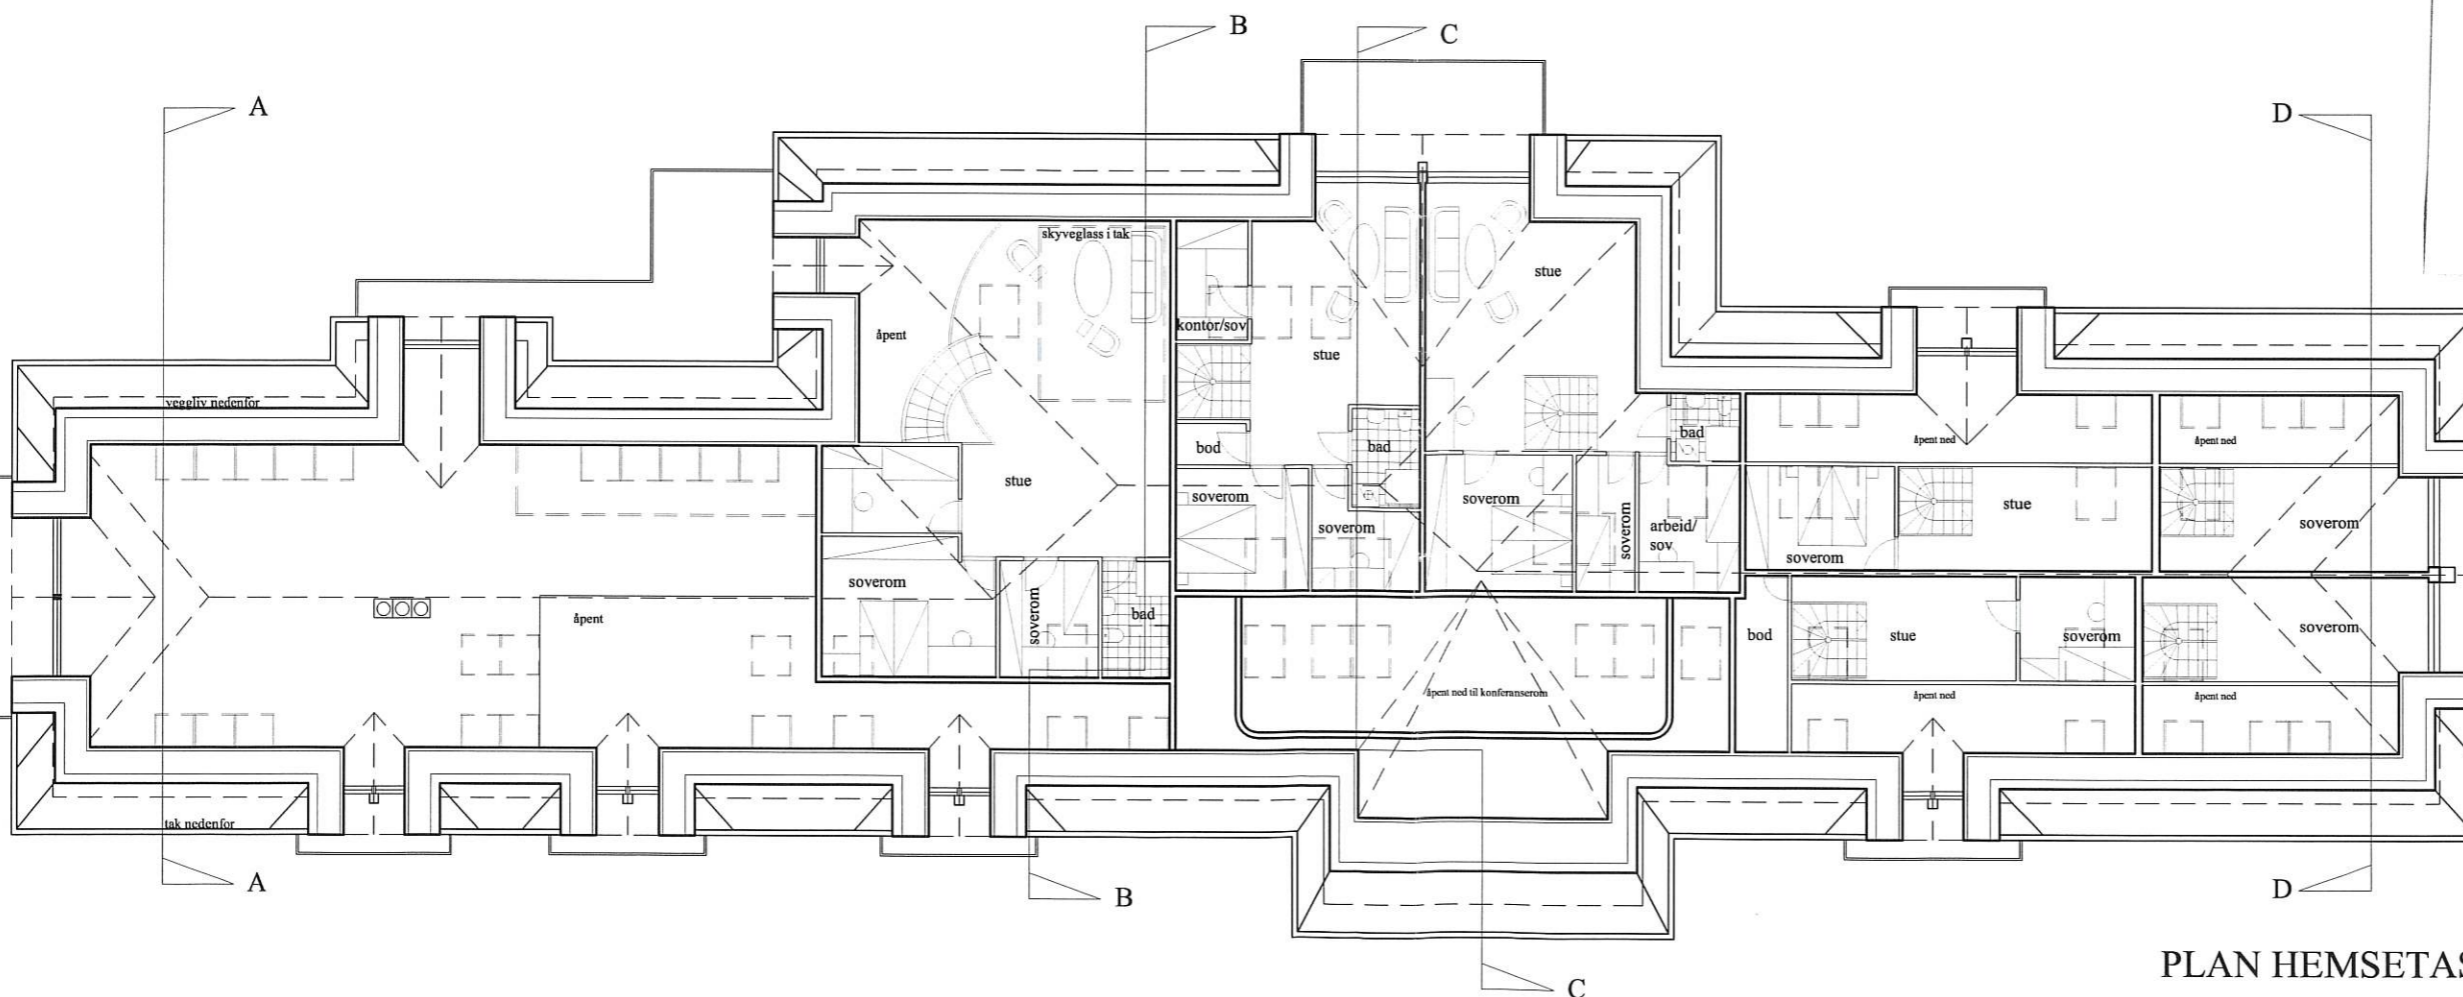 B
C
A
D
skyveglass i tak
stue
kontor/sov
åpent
stue
veggliv nedenfor
bad
bod
bad
åpent ned
åpent ned
stue
soverom
soverom
stue
soverom
soverom
soverom
arbeid/
sov
soverom
soverom
soverom
soverom
bad
åpent
bod
stue
soverom
soverom
åpent ned til konferanserom
åpent ned
åpent ned
tak nedenfor
A
B
D
C
PLAN HEMSETAS